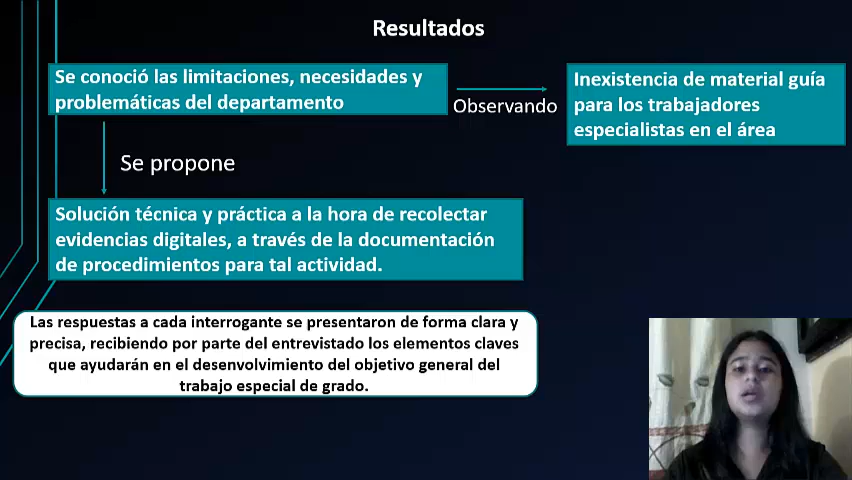 Resultados
Se conoció las limitaciones, necesidades y
problemáticas del departamento
Observando
Inexistencia de material guía
para los trabajadores
especialistas en el área
Se propone
Solución técnica y práctica a la hora de recolectar
evidencias digitales, a través de la documentación
de procedimientos para tal actividad.
Las respuestas a cada interrogante se presentaron de forma clara y
precisa, recibiendo por parte del entrevistado los elementos claves
que ayudarán en el desenvolvimiento del objetivo general del
trabajo especial de grado.